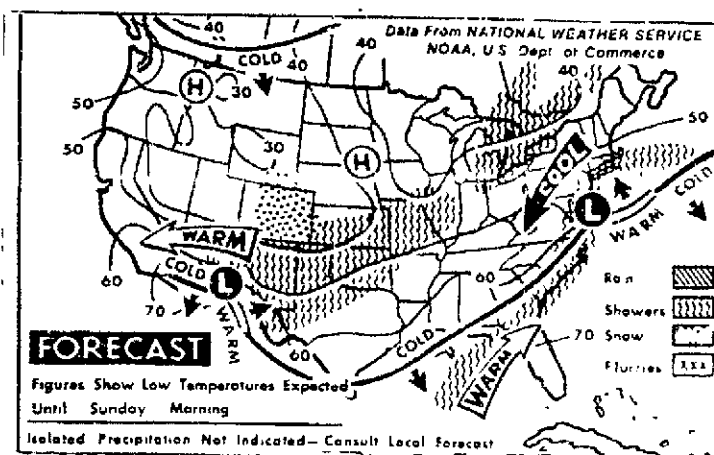 Data From NATIONAL WEATHER SERVICE
NOAA, U.S. Dept. of Commerce
40
40
40
40
COLD
H
30
50
50
50
30
H
COOL
COLD
WARM
L
WARM
60
COLD
L
70
WARM
60
60
COLD
WARM
70
Rain
Showers
Snow
Flurries
FORECAST
Figures Show Low Temperatures Expected
Until Sunday Morning
Isolated Precipitation Not Indicated— Consult Local Forecast